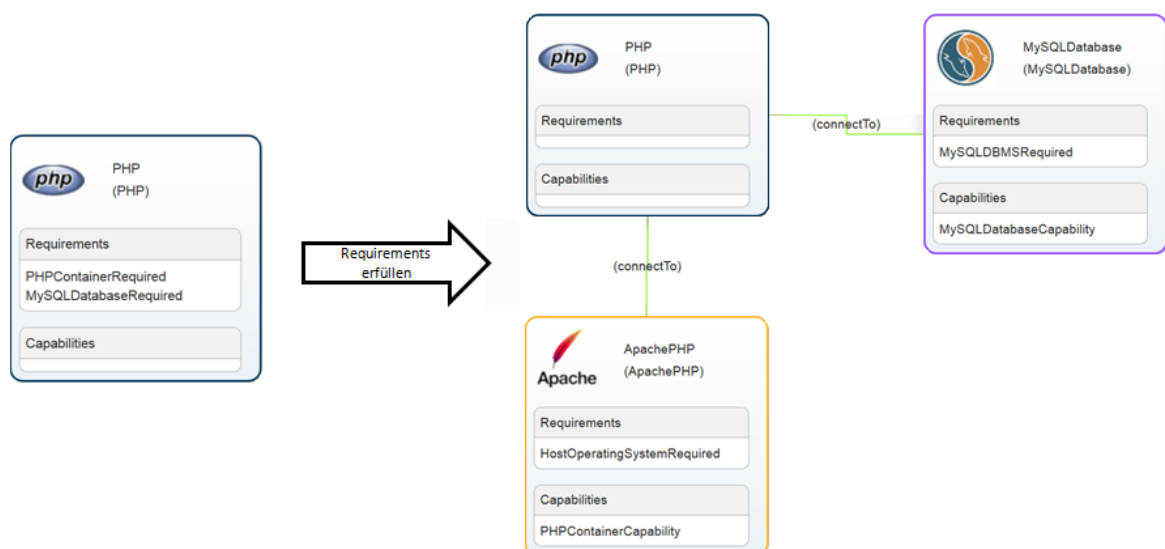 php
PHP
(PHP)
Requirements
PHPContainerRequired
MySQLDatabaseRequired
Capabilities
Requirements
erfüllen
php
PHP
(PHP)
Requirements
Capabilities
(connectTo)
MySQLDatabase
(MySQLDatabase)
Requirements
MySQLDBMSRequired
Capabilities
MySQLDatabaseCapability
(connectTo)
Apache
ApachePHP
(ApachePHP)
Requirements
HostOperatingSystemRequired
Capabilities
PHPContainerCapability